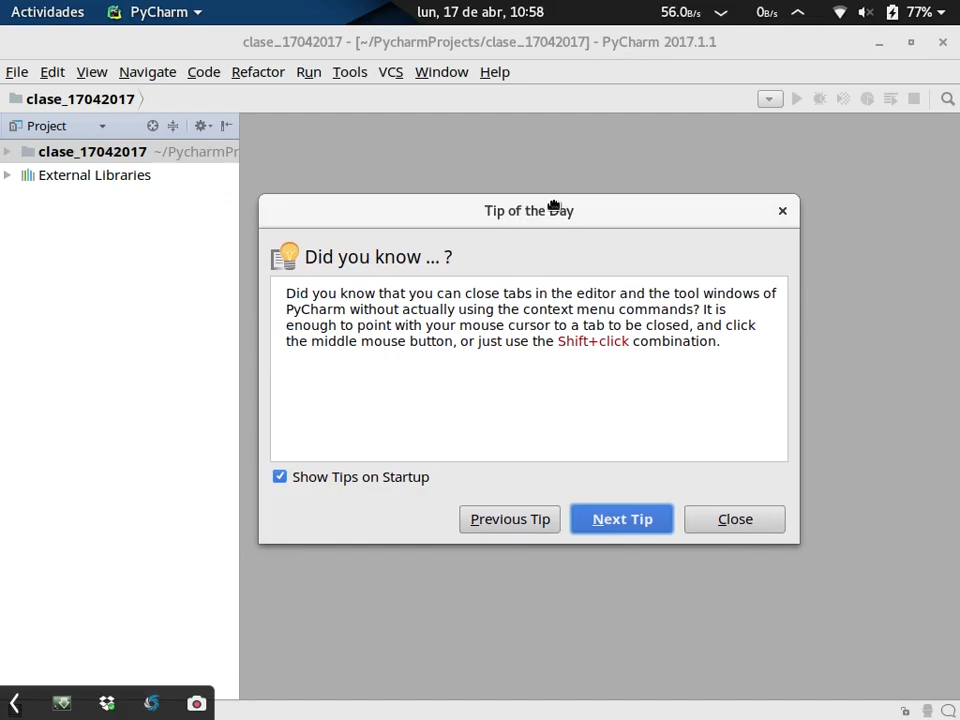 Actividades PyCharm lun, 17 de abr, 10:58 56.0B/s 0B/s 77%
clase_17042017 - [~/PycharmProjects/clase_17042017] - PyCharm 2017.1.1
File Edit View Navigate Code Refactor Run Tools VCS Window Help
clase_17042017
Project
clase_17042017 ~/PycharmPr
External Libraries
Tip of the Day
Did you know ... ?
Did you know that you can close tabs in the editor and the tool windows of
PyCharm without actually using the context menu commands? It is
enough to point with your mouse cursor to a tab to be closed, and click
the middle mouse button, or just use the Shift+click combination.
Show Tips on Startup
Previous Tip Next Tip Close